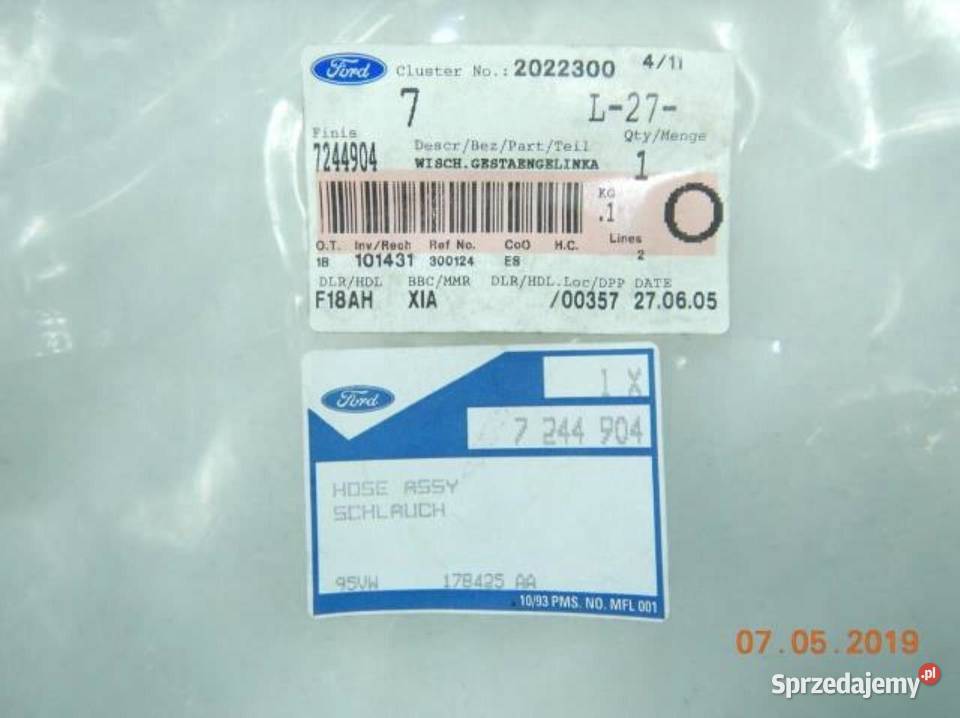 Ford Cluster No.: 2022300 4/11
7 L-27-
Finis Descr/Bez/Part/Teil Qty/Menge
7244904 WISCH.GESTAENGELINKA 1
KG
.1 O
O.T. Inv/Rech Ref No. CoO H.C. Lines
1B 101431 300124 ES 2
DLR/HDL BBC/MMR DLR/HDL.Loc/DPP DATE
F18AH XIA /00357 27.06.05
Ford 1 X
7 244 904
HOSE ASSY
SCHLAUCH
95VW 178425 AA
10/93 PMS. NO. MFL 001
07.05.2019
Sprzedajemy.pl